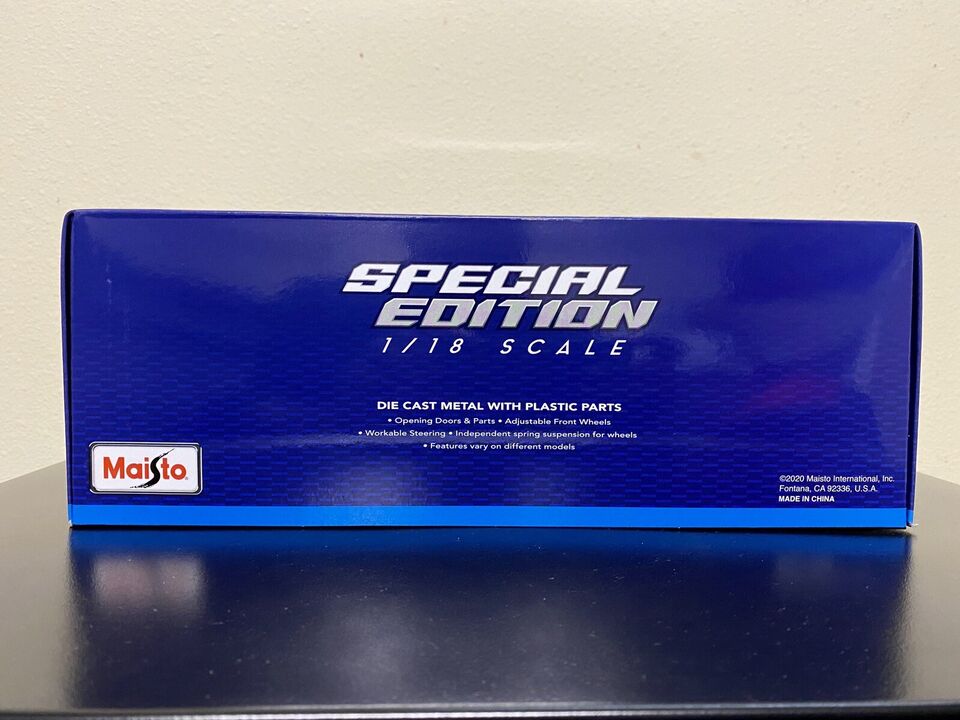 SPECIAL
EDITION
1/18 SCALE
DIE CAST METAL WITH PLASTIC PARTS
• Opening Doors & Parts • Adjustable Front Wheels
• Workable Steering • Independent spring suspension for wheels
• Features vary on different models
Maisto®
©2020 Maisto International, Inc.
Fontana, CA 92336, U.S.A.
MADE IN CHINA